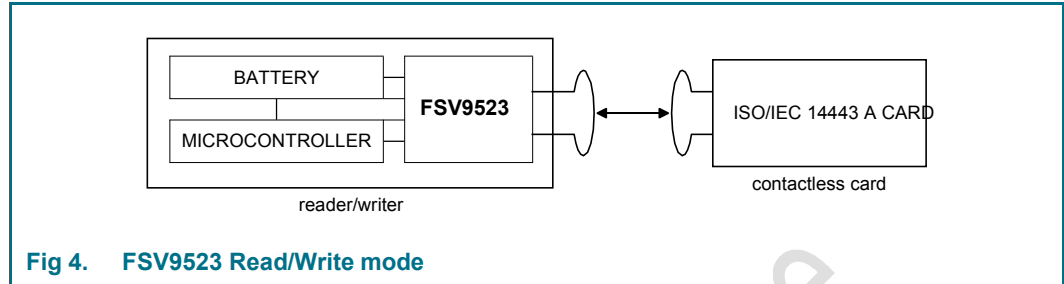 BATTERY
FSV9523
MICROCONTROLLER
ISO/IEC 14443 A CARD
contactless card
reader/writer
Fig 4. FSV9523 Read/Write mode